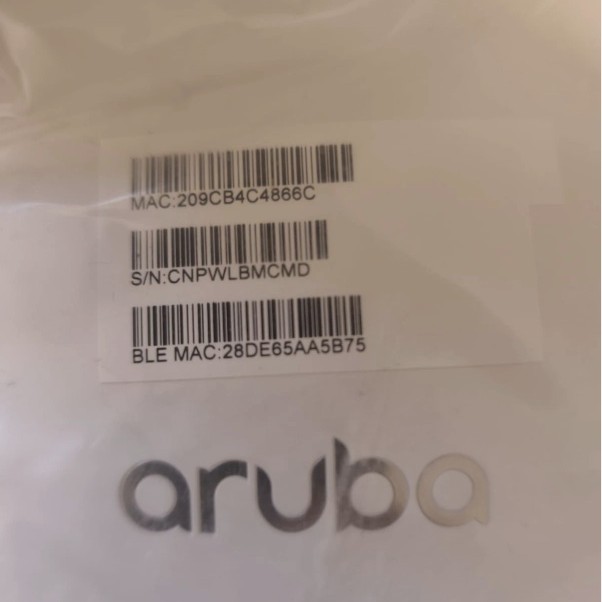 MAC:209CB4C4866C
S/N:CNPWLBMCMD
BLE MAC:28DE65AA5B75
aruba